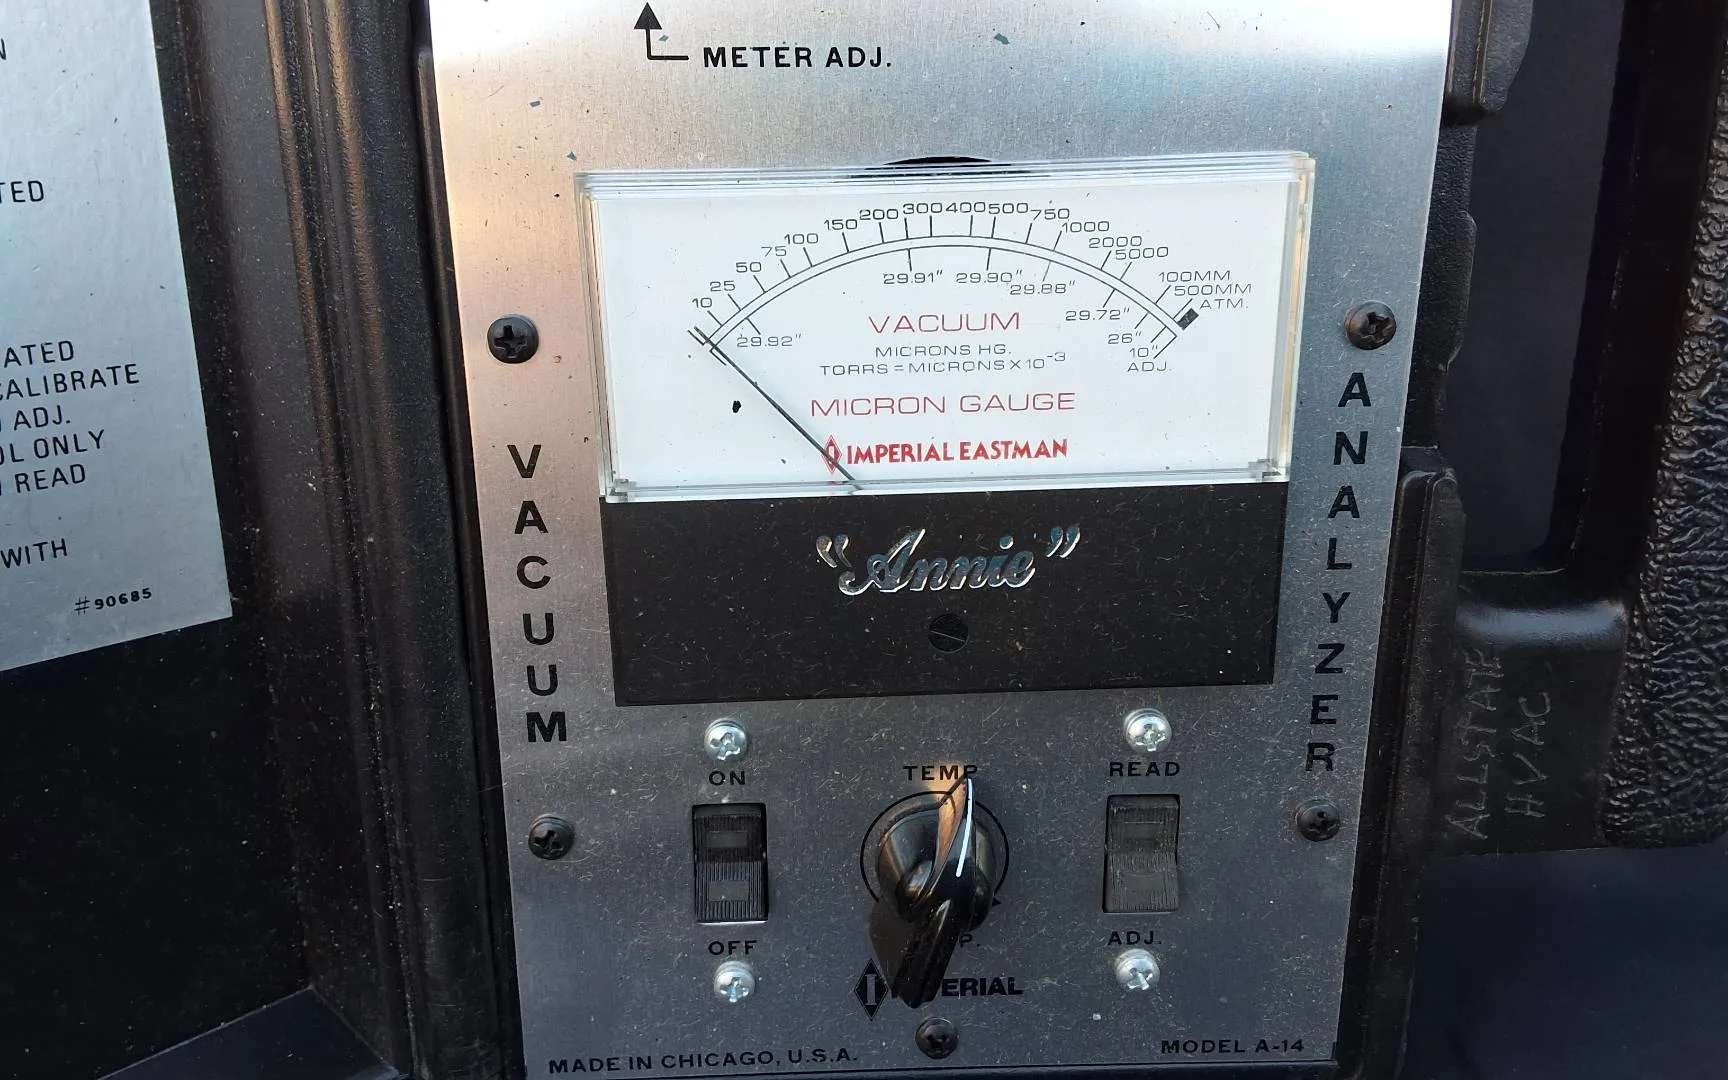 N
TED
ATED
CALIBRATE
ADJ.
OL ONLY
READ
WITH
#90685
METER ADJ.
10 25 50 75 100 150 200 300 400 500 750 1000 2000 5000 100MM 500MM ATM.
29.92" 29.91" 29.90" 29.88" 29.72" 26" 10" ADJ.
VACUUM
MICRONS HG.
TORRS = MICRONS X 10-3
MICRON GAUGE
IMPERIAL EASTMAN
"Annie"
VACUUM
ANALYZER
ON
OFF
TEMP
P.
READ
ADJ.
ERIAL
MADE IN CHICAGO, U.S.A.
MODEL A-14
ALLSTAR
HVAC